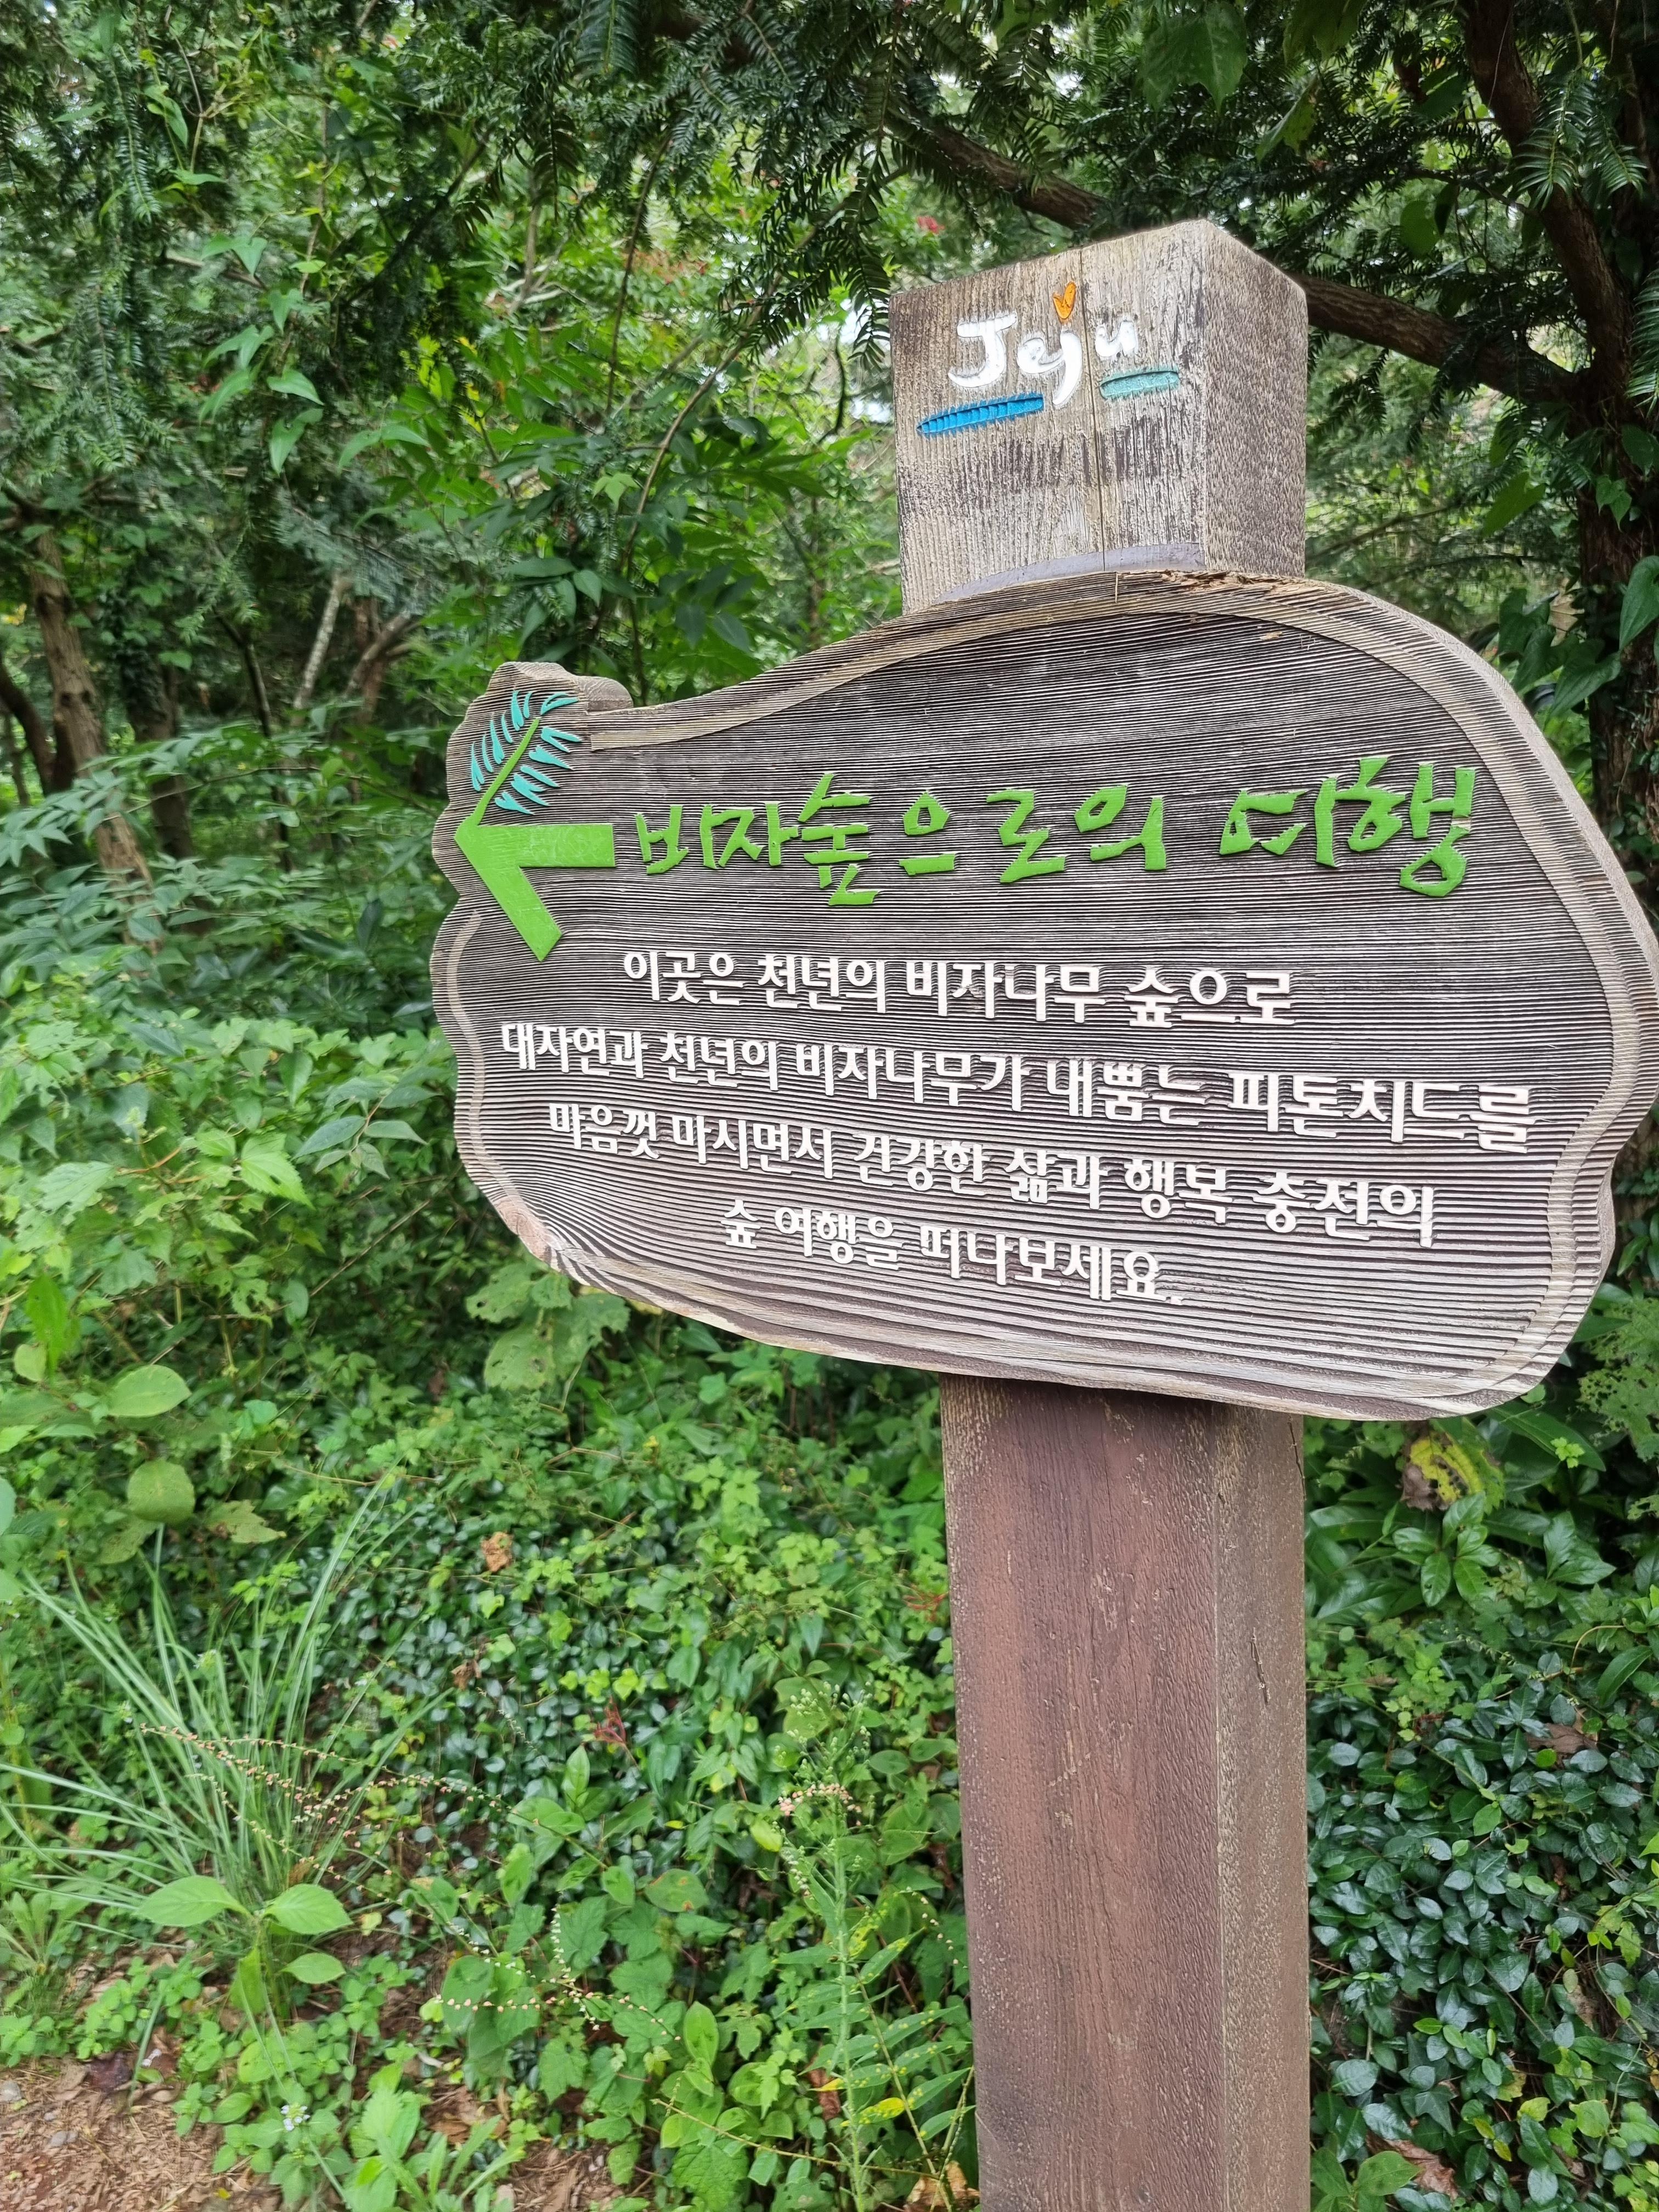 Jeju
비자숲으로의 여행
이곳은 천년의 비자나무 숲으로
대자연과 천년의 비자나무가 내뿜는 피톤치드를
마음껏 마시면서 건강한 삶과 행복 충전의
숲 여행을 떠나보세요.